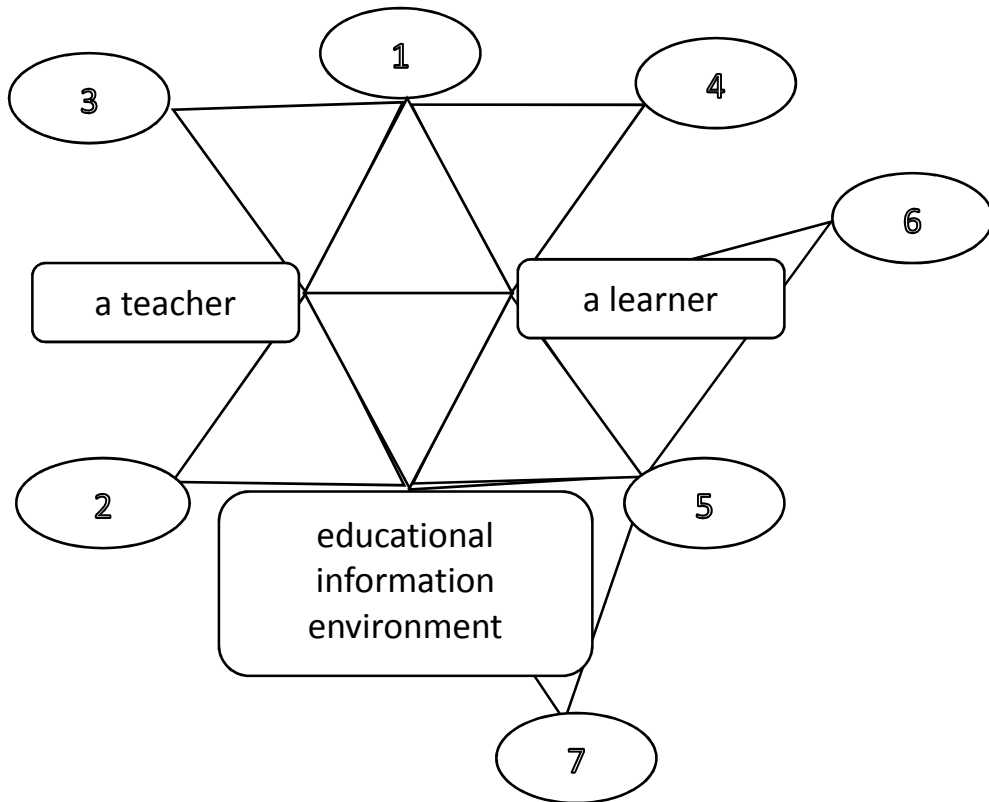 1
3
4
6
a teacher
a learner
2
5
educational
information
environment
7